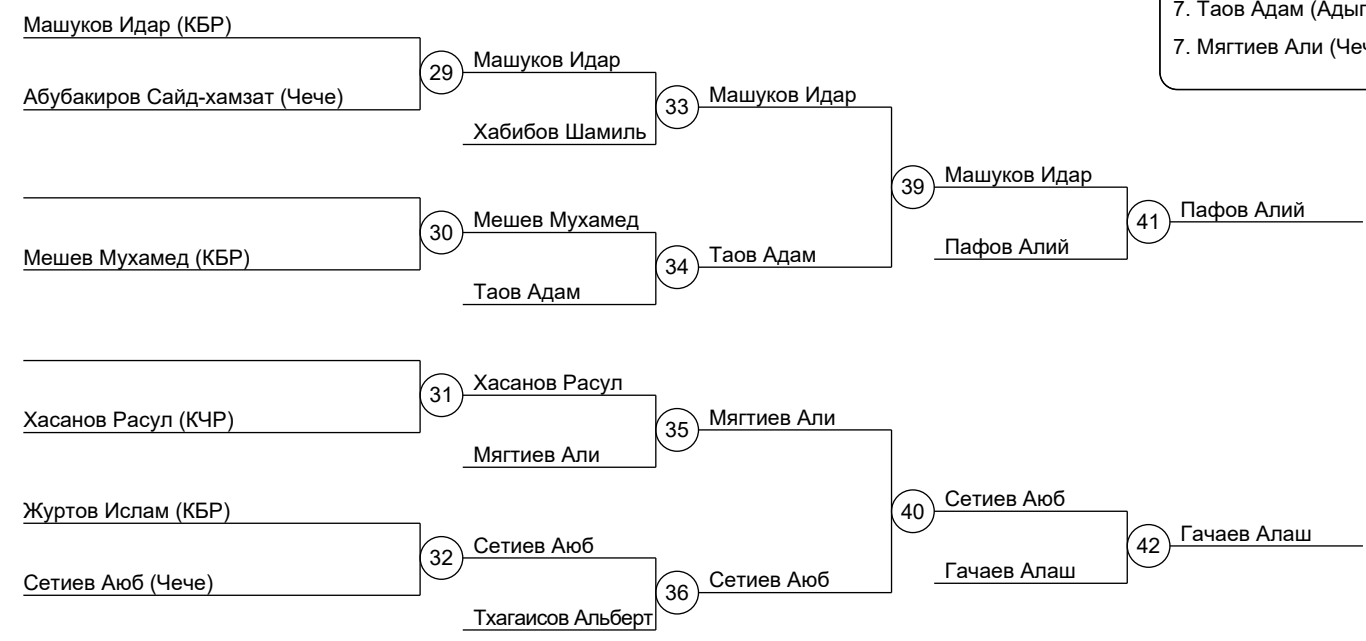 7. Таов Адам
7. Мягтиев Али
Машуков Идар (КБР)
29
Машуков Идар
Абубакиров Сайд-хамзат (Чече)
33
Машуков Идар
Хабибов Шамиль
39
Машуков Идар
41
Пафов Алий
30
Мешев Мухамед
Мешев Мухамед (КБР)
34
Таов Адам
Пафов Алий
Таов Адам
31
Хасанов Расул
Хасанов Расул (КЧР)
35
Мягтиев Али
Мягтиев Али
40
Сетиев Аюб
42
Гачаев Алаш
Журтов Ислам (КБР)
32
Сетиев Аюб
Сетиев Аюб (Чече)
36
Сетиев Аюб
Гачаев Алаш
Тхагаисов Альберт